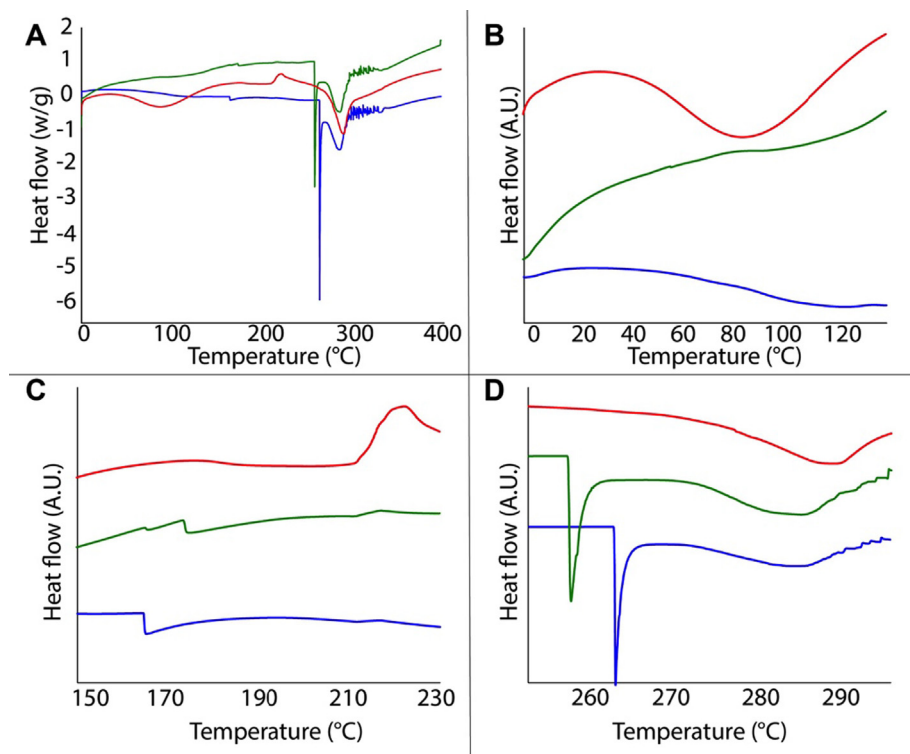 A
2
1
0
-1
-2
-3
-4
-5
-6
Heat flow (w/g)
0 100 200 300 400
Temperature (°C)
B
Heat flow (A.U.)
0 20 40 60 80 100 120
Temperature (°C)
C
Heat flow (A.U.)
150 170 190 210 230
Temperature (°C)
D
Heat flow (A.U.)
260 270 280 290
Temperature (°C)